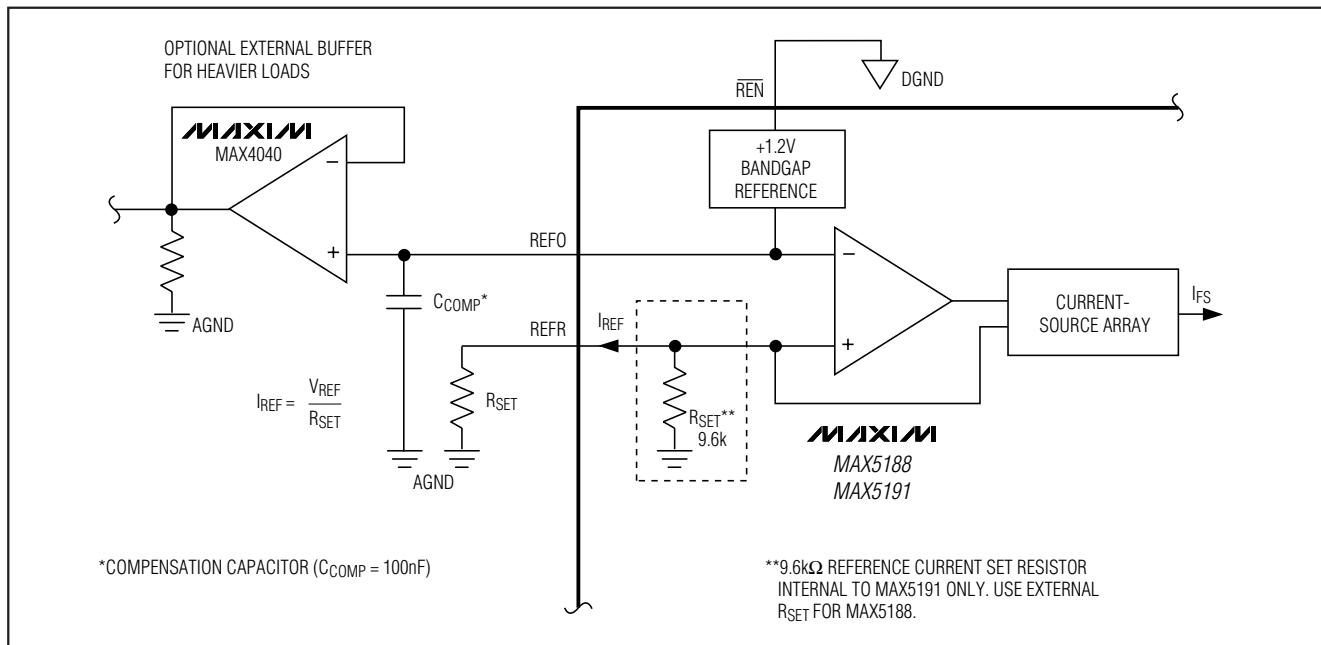 OPTIONAL EXTERNAL BUFFER
FOR HEAVIER LOADS
MAXIM
MAX4040
−
+
AGND
REN
DGND
+1.2V
BANDGAP
REFERENCE
REFO
−
+
CCOMP*
REFR
IREF
CURRENT-
SOURCE ARRAY
IFS
IREF = VREF
RSET
RSET
AGND
RSET**
9.6k
MAXIM
MAX5188
MAX5191
*COMPENSATION CAPACITOR (CCOMP = 100nF)
**9.6kΩ REFERENCE CURRENT SET RESISTOR
INTERNAL TO MAX5191 ONLY. USE EXTERNAL
RSET FOR MAX5188.